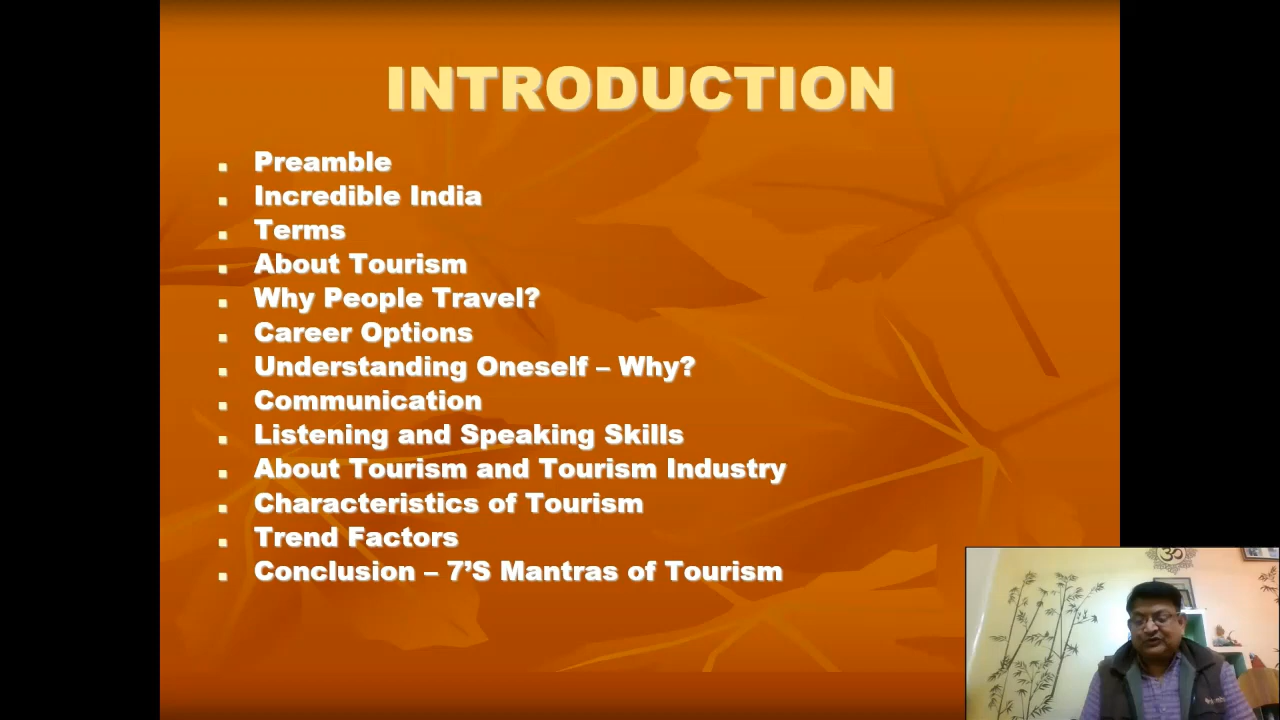 INTRODUCTION
Preamble
Incredible India
Terms
About Tourism
Why People Travel?
Career Options
Understanding Oneself – Why?
Communication
Listening and Speaking Skills
About Tourism and Tourism Industry
Characteristics of Tourism
Trend Factors
Conclusion – 7’S Mantras of Tourism
ॐ